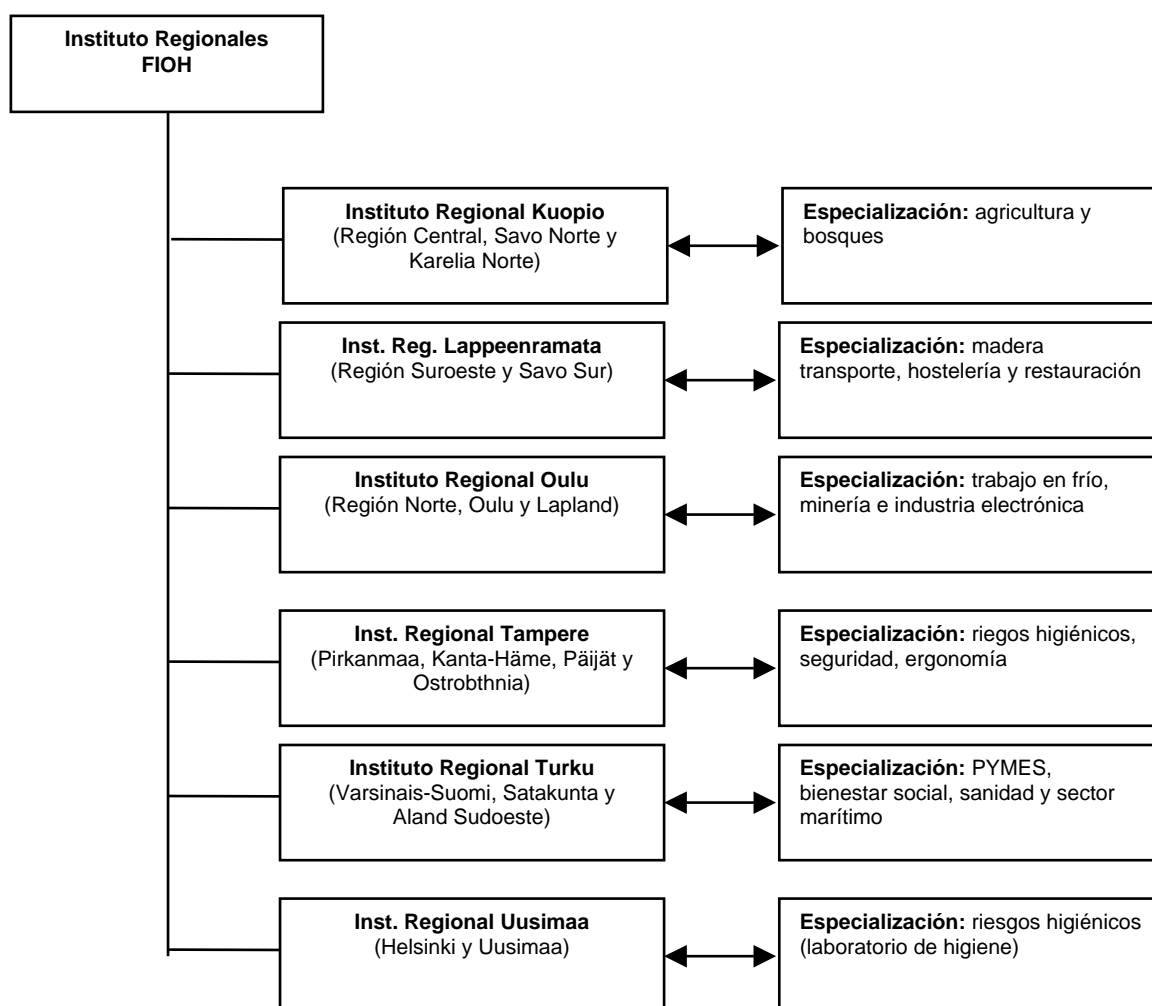 Instituto Regionales
FIOH
Instituto Regional Kuopio
(Región Central, Savo Norte y
Karelia Norte)
Especialización: agricultura y
bosques
Inst. Reg. Lappeenramata
(Región Suroeste y Savo Sur)
Especialización: madera
transporte, hostelería y restauración
Instituto Regional Oulu
(Región Norte, Oulu y Lapland)
Especialización: trabajo en frío,
minería e industria electrónica
Inst. Regional Tampere
(Pirkanmaa, Kanta-Häme, Päijät y
Ostrobthnia)
Especialización: riegos higiénicos,
seguridad, ergonomía
Instituto Regional Turku
(Varsinais-Suomi, Satakunta y
Aland Sudoeste)
Especialización: PYMES,
bienestar social, sanidad y sector
marítimo
Inst. Regional Uusimaa
(Helsinki y Uusimaa)
Especialización: riesgos higiénicos
(laboratorio de higiene)